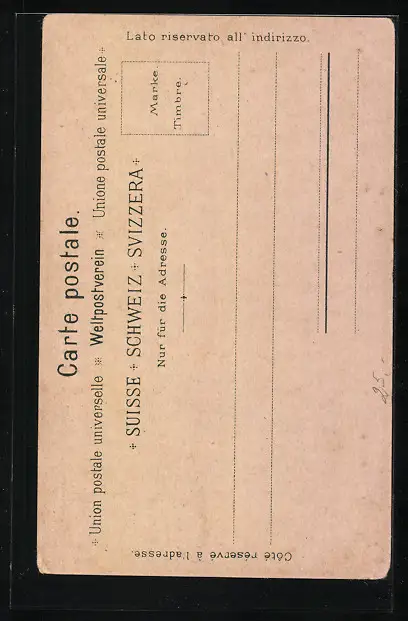 Carte postale.
✢ Union postale universelle ✢ Weltpostverein ✢ Unione postale universale ✢
✢ SUISSE ✢ SCHWEIZ ✢ SVIZZERA ✢
Nur für die Adresse.
Marke.
Timbre.
Côté réservé à l'adresse.
Lato riservato all' indirizzo.
25.-